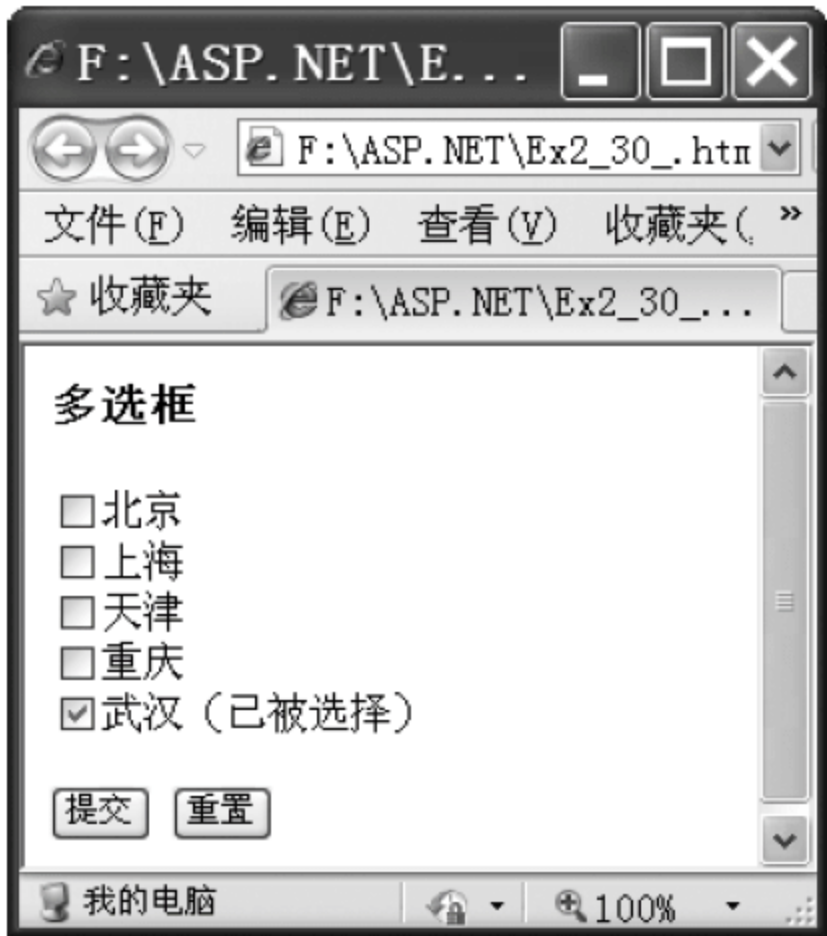 F:\ASP.NET\E...
F:\ASP.NET\Ex2_30_.htm
文件(F) 编辑(E) 查看(V) 收藏夹( »
收藏夹 F:\ASP.NET\Ex2_30_...
多选框
北京
上海
天津
重庆
武汉（已被选择）
提交 重置
我的电脑 100%